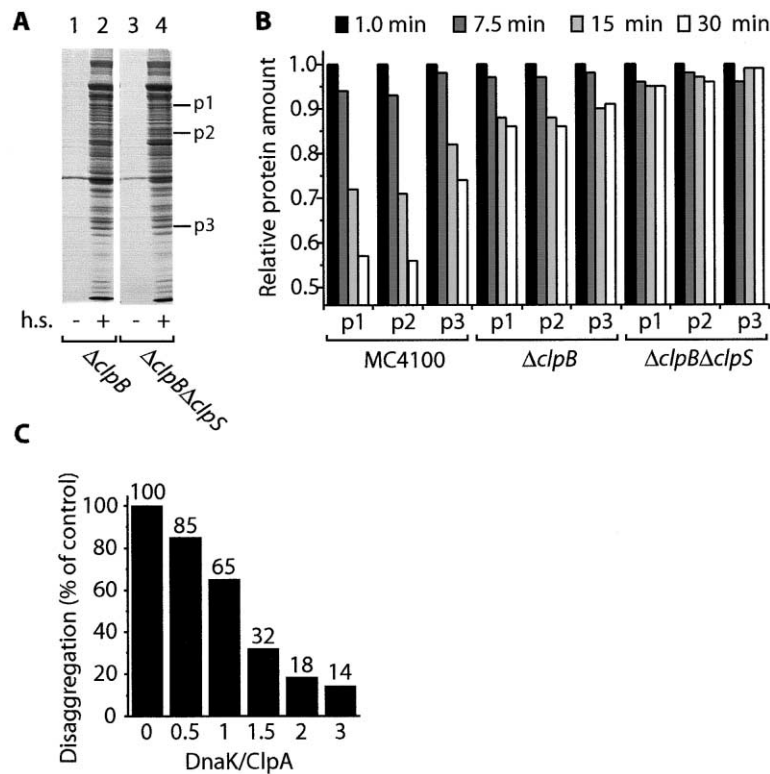 A
1 2 3 4
p1
p2
p3
h.s. - + - +
ΔclpB
ΔclpBΔclpS
B
1.0 min 7.5 min 15 min 30 min
Relative protein amount
1.0
0.9
0.8
0.7
0.6
0.5
p1 p2 p3 p1 p2 p3 p1 p2 p3
MC4100 ΔclpB ΔclpBΔclpS
C
Disaggregation (% of control)
100
80
60
40
20
0
100
85
65
32
18
14
0 0.5 1 1.5 2 3
DnaK/ClpA